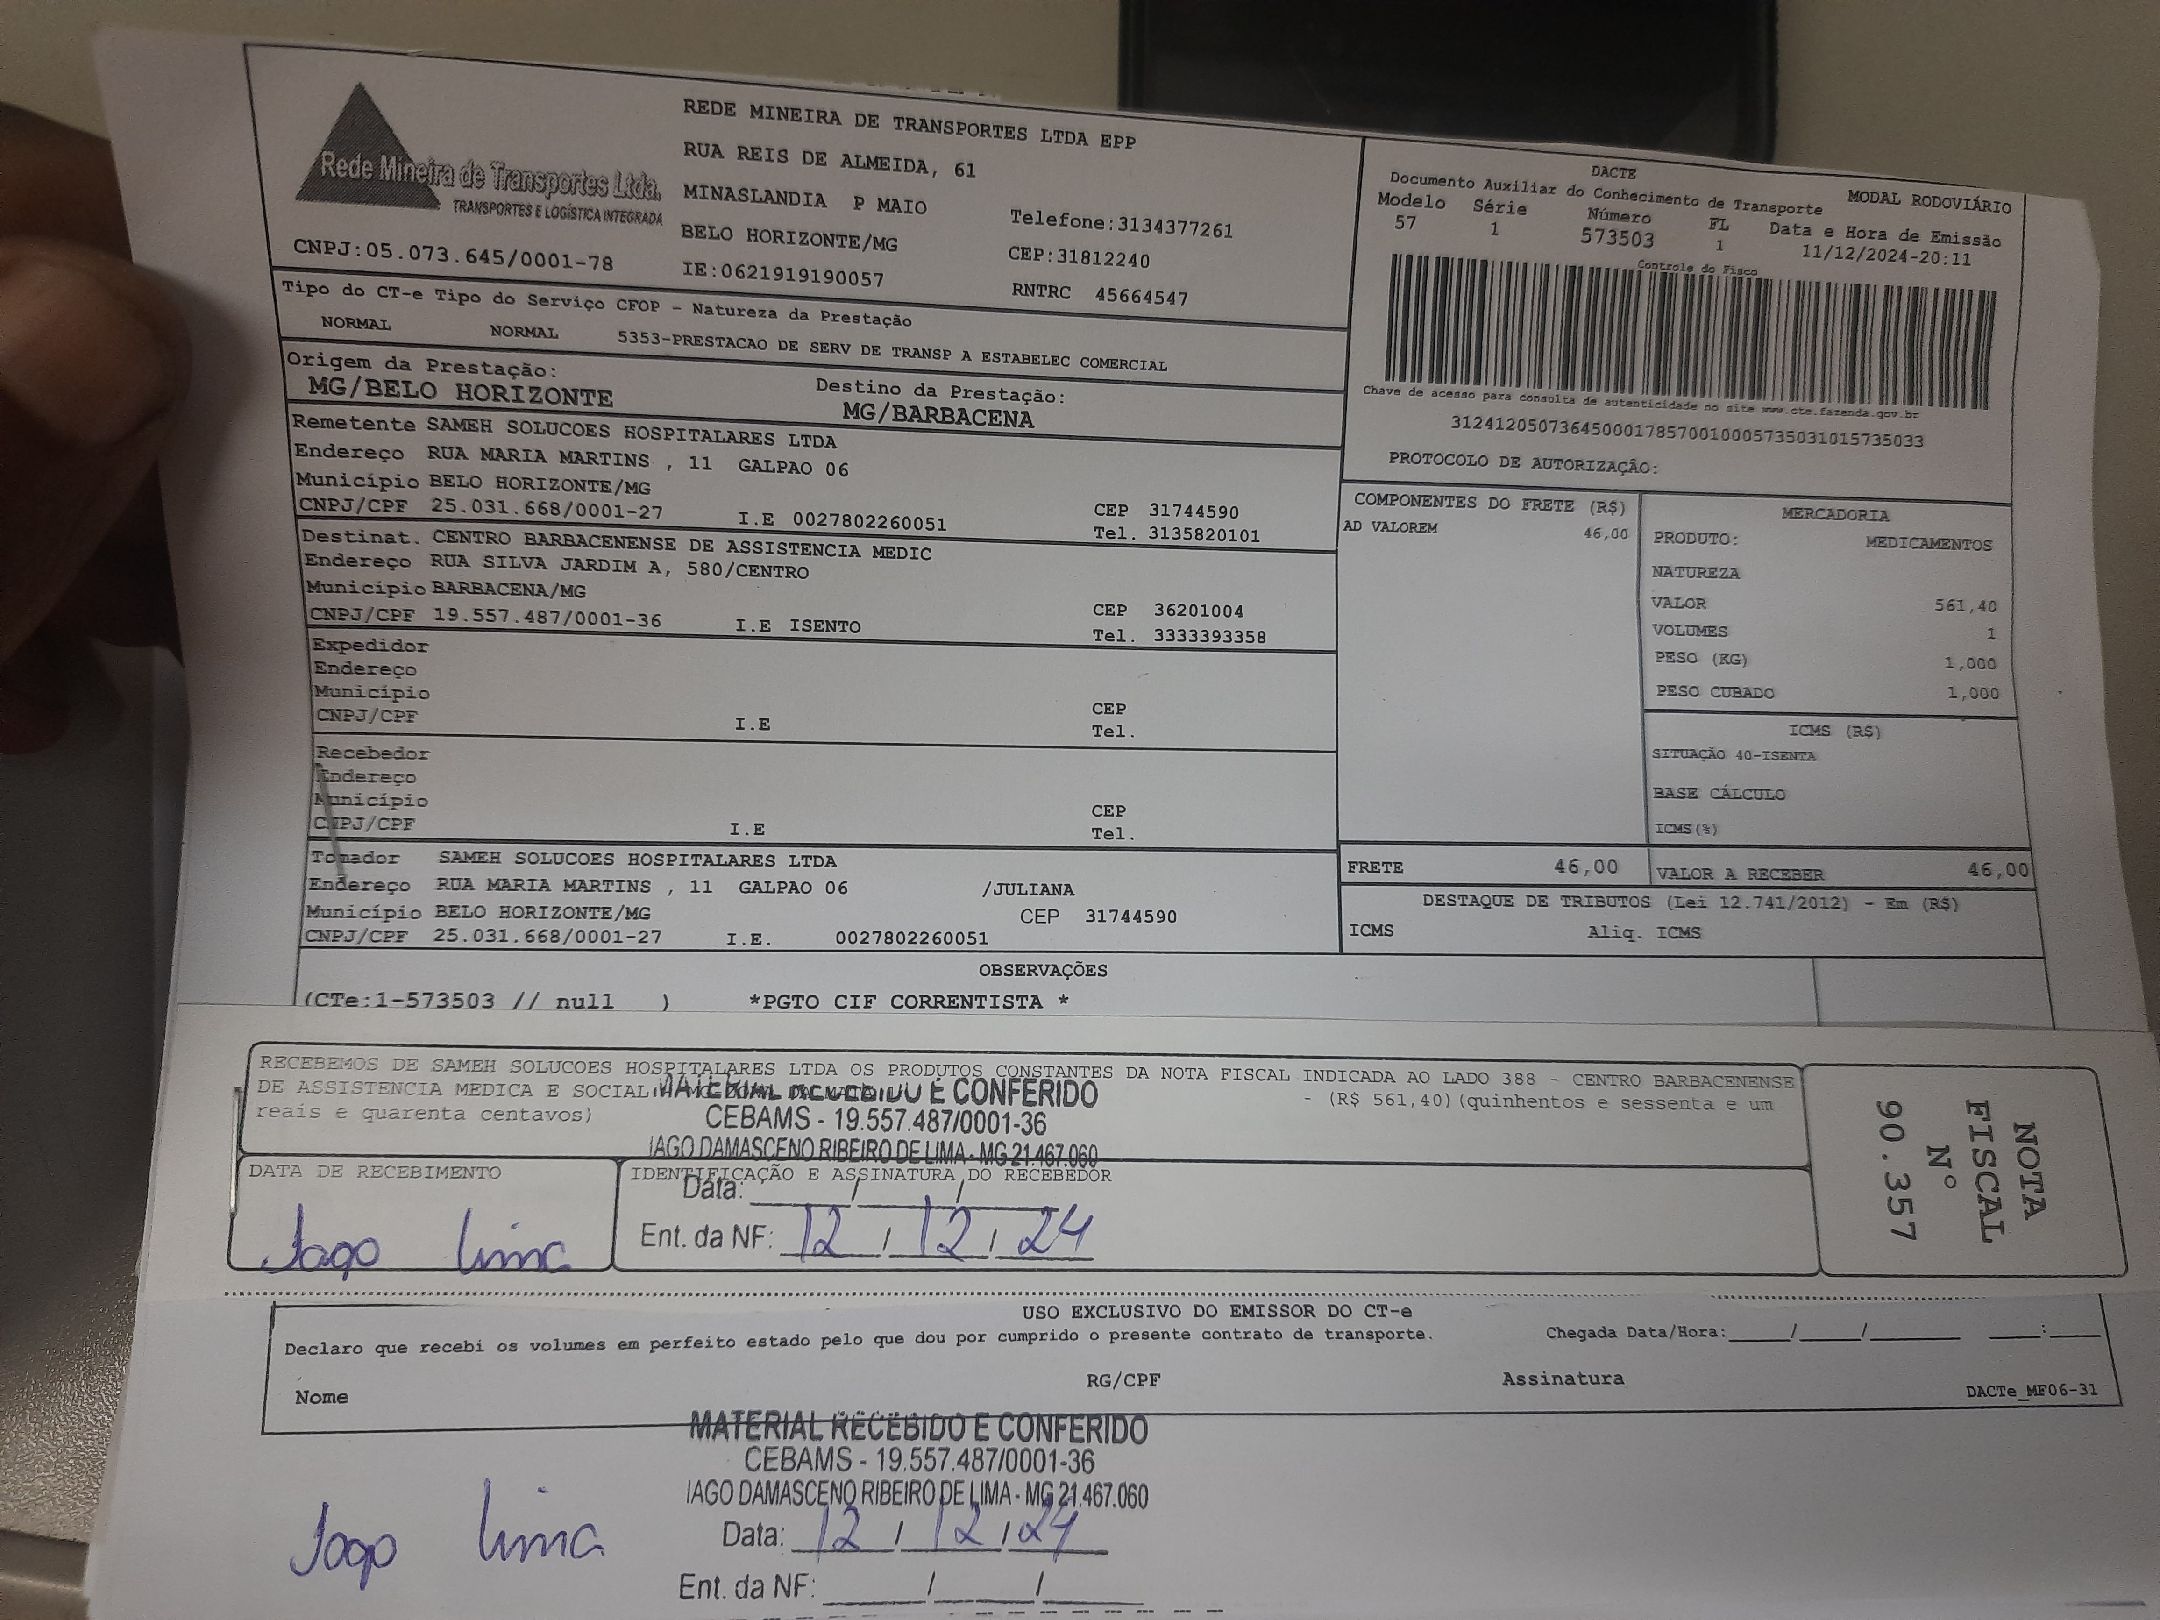 Rede Mineira de Transportes Ltda.
TRANSPORTES E LOGÍSTICA INTEGRADA
CNPJ:05.073.645/0001-78
REDE MINEIRA DE TRANSPORTES LTDA EPP
RUA REIS DE ALMEIDA, 61
MINASLANDIA P MAIO
BELO HORIZONTE/MG
IE:0621919190057
Telefone:3134377261
CEP:31812240
RNTRC 45664547
DACTE
Documento Auxiliar do Conhecimento de Transporte
MODAL RODOVIÁRIO
Modelo Série Número FL Data e Hora de Emissão
57 1 573503 1 11/12/2024-20:11
Controle do Fisco
Chave de acesso para consulta de autenticidade no site www.cte.fazenda.gov.br
31241205073645000178570010005735031015735033
PROTOCOLO DE AUTORIZAÇÃO:
Tipo do CT-e Tipo do Serviço CFOP - Natureza da Prestação
NORMAL NORMAL 5353-PRESTACAO DE SERV DE TRANSP A ESTABELEC COMERCIAL
Origem da Prestação: Destino da Prestação:
MG/BELO HORIZONTE MG/BARBACENA
Remetente SAMEH SOLUCOES HOSPITALARES LTDA
Endereço RUA MARIA MARTINS , 11 GALPAO 06
Município BELO HORIZONTE/MG CEP 31744590
CNPJ/CPF 25.031.668/0001-27 I.E 0027802260051 Tel. 3135820101
Destinat. CENTRO BARBACENENSE DE ASSISTENCIA MEDIC
Endereço RUA SILVA JARDIM A, 580/CENTRO
Município BARBACENA/MG CEP 36201004
CNPJ/CPF 19.557.487/0001-36 I.E ISENTO Tel. 3333393358
Expedidor
Endereço
Município CEP
CNPJ/CPF I.E Tel.
Recebedor
Endereço
Município CEP
CNPJ/CPF I.E Tel.
Tomador SAMEH SOLUCOES HOSPITALARES LTDA
Endereço RUA MARIA MARTINS , 11 GALPAO 06 /JULIANA
Município BELO HORIZONTE/MG CEP 31744590
CNPJ/CPF 25.031.668/0001-27 I.E. 0027802260051
COMPONENTES DO FRETE (R$)
AD VALOREM 46,00
MERCADORIA
PRODUTO: MEDICAMENTOS
NATUREZA
VALOR 561,40
VOLUMES 1
PESO (KG) 1,000
PESO CUBADO 1,000
ICMS (R$)
SITUAÇÃO 40-ISENTA
BASE CÁLCULO
ICMS(%)
FRETE 46,00 VALOR A RECEBER 46,00
DESTAQUE DE TRIBUTOS (Lei 12.741/2012) - Em (R$)
ICMS Aliq. ICMS
OBSERVAÇÕES
(CTe:1-573503 // null ) *PGTO CIF CORRENTISTA *
RECEBEMOS DE SAMEH SOLUCOES HOSPITALARES LTDA OS PRODUTOS CONSTANTES DA NOTA FISCAL INDICADA AO LADO 388 - CENTRO BARBACENENSE
DE ASSISTENCIA MEDICA E SOCIAL - (R$ 561,40)(quinhentos e sessenta e um
reais e quarenta centavos)
MATERIAL RECEBIDO E CONFERIDO
CEBAMS - 19.557.487/0001-36
IAGO DAMASCENO RIBEIRO DE LIMA - MG 21.467.060
DATA DE RECEBIMENTO
IDENTIFICAÇÃO E ASSINATURA DO RECEBEDOR
Data: ___/___/___
Iago Lima
Ent. da NF: 12 / 12 / 24
NOTA
FISCAL
Nº
90.357
USO EXCLUSIVO DO EMISSOR DO CT-e
Declaro que recebi os volumes em perfeito estado pelo que dou por cumprido o presente contrato de transporte.
Chegada Data/Hora:_____/_____/_______ ____:____
Nome RG/CPF Assinatura
DACTe_MF06-31
MATERIAL RECEBIDO E CONFERIDO
CEBAMS - 19.557.487/0001-36
IAGO DAMASCENO RIBEIRO DE LIMA - MG 21.467.060
Iago Lima
Data: 12 / 12 / 24
Ent. da NF: ___/___/___